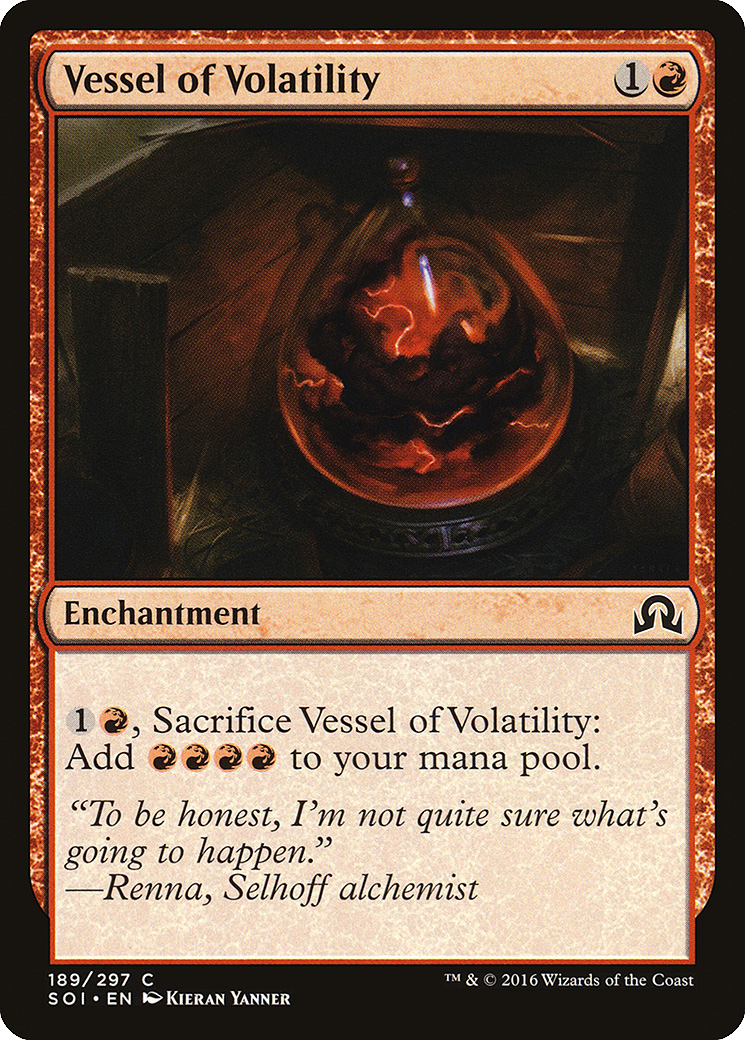 Vessel of Volatility 1
Enchantment
1, Sacrifice Vessel of Volatility:
Add to your mana pool.
“To be honest, I’m not quite sure what’s
going to happen.”
—Renna, Selhoff alchemist
189/297 C
SOI • EN KIERAN YANNER
™ & © 2016 Wizards of the Coast